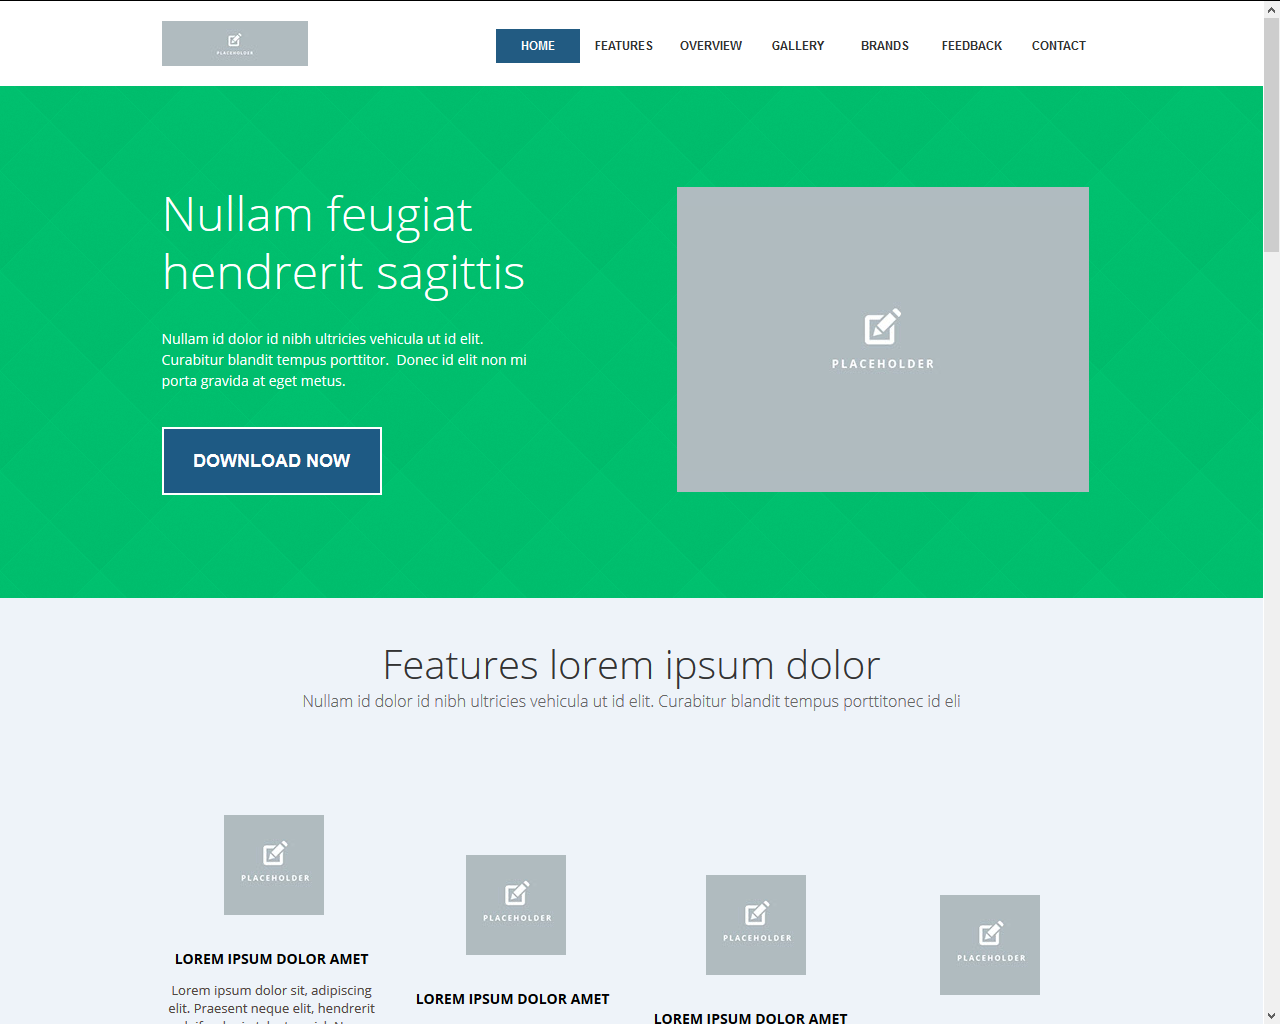 PLACEHOLDER
HOME FEATURES OVERVIEW GALLERY BRANDS FEEDBACK CONTACT
Nullam feugiat
hendrerit sagittis
Nullam id dolor id nibh ultricies vehicula ut id elit.
Curabitur blandit tempus porttitor.  Donec id elit non mi
porta gravida at eget metus.
DOWNLOAD NOW
PLACEHOLDER
Features lorem ipsum dolor
Nullam id dolor id nibh ultricies vehicula ut id elit. Curabitur blandit tempus porttitonec id eli
PLACEHOLDER
LOREM IPSUM DOLOR AMET
Lorem ipsum dolor sit, adipiscing
elit. Praesent neque elit, hendrerit
PLACEHOLDER
LOREM IPSUM DOLOR AMET
PLACEHOLDER
LOREM IPSUM DOLOR AMET
PLACEHOLDER